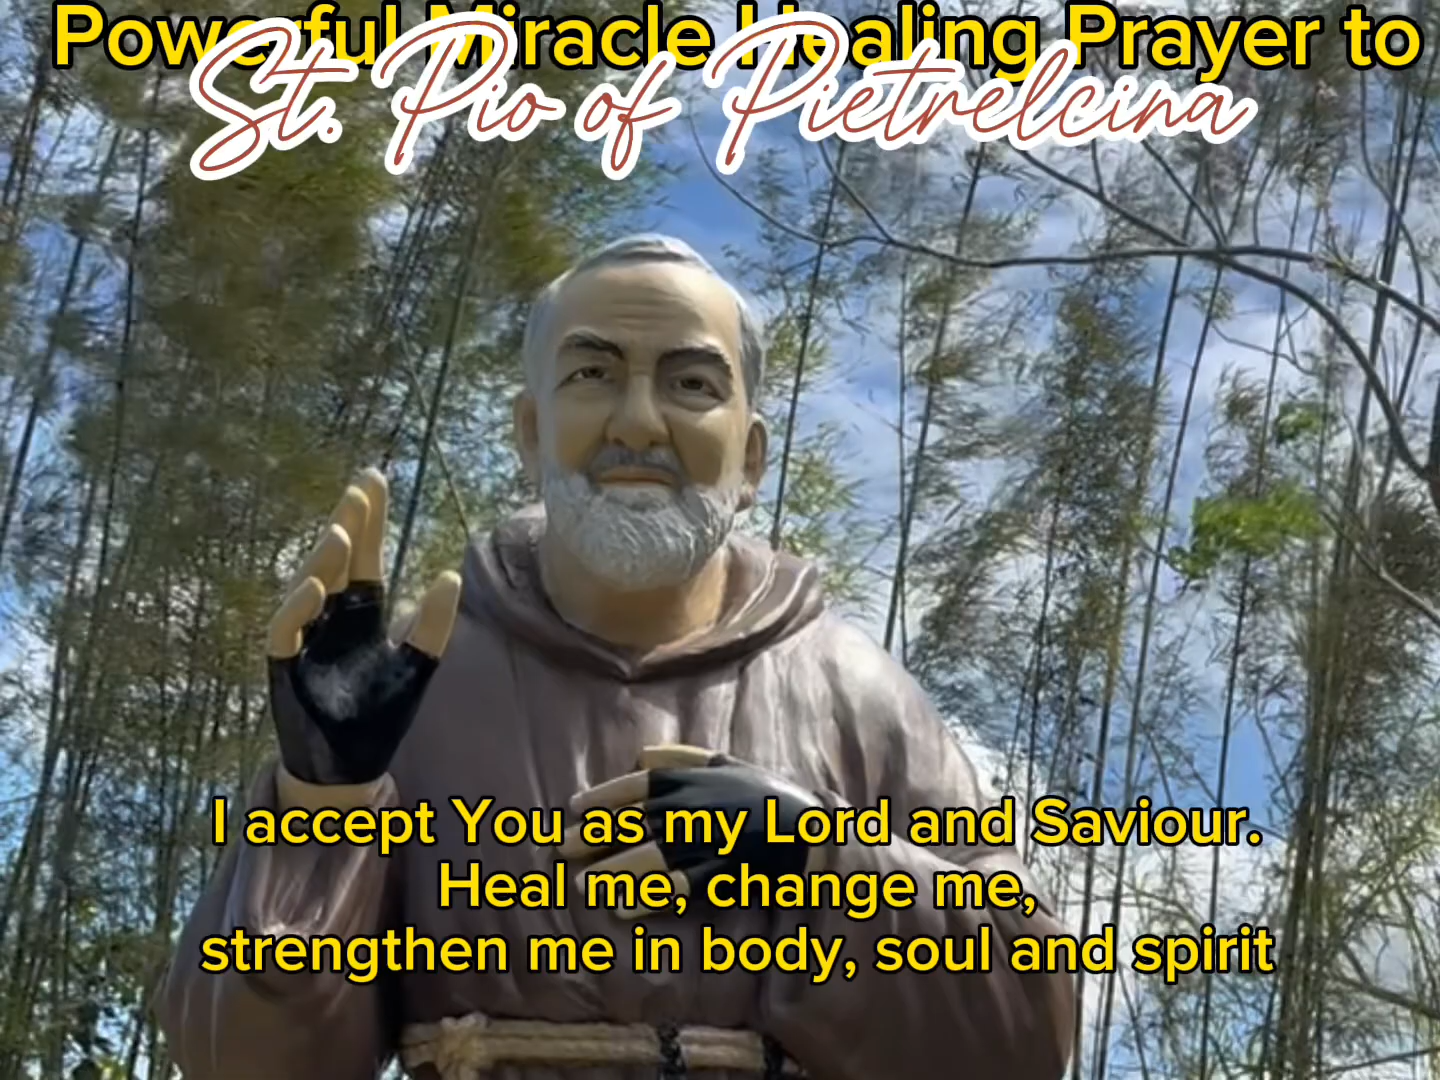 Powerful Miracle Healing Prayer to
St. Pio of Pietrelcina
I accept You as my Lord and Saviour.
Heal me, change me,
strengthen me in body, soul and spirit